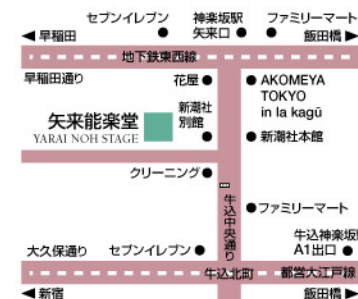 セブンイレブン
神楽坂駅
矢来口
ファミリーマート
◀早稲田
飯田橋▶
地下鉄東西線
早稲田通り
花屋
AKOMEYA
TOKYO
in la kagū
新潮社
別館
矢来能楽堂
YARAI NOH STAGE
新潮社本館
クリーニング
牛込中央通り
ファミリーマート
牛込神楽坂
A1出口
大久保通り
セブンイレブン
牛込北町
都営大江戸線
◀新宿
飯田橋▶